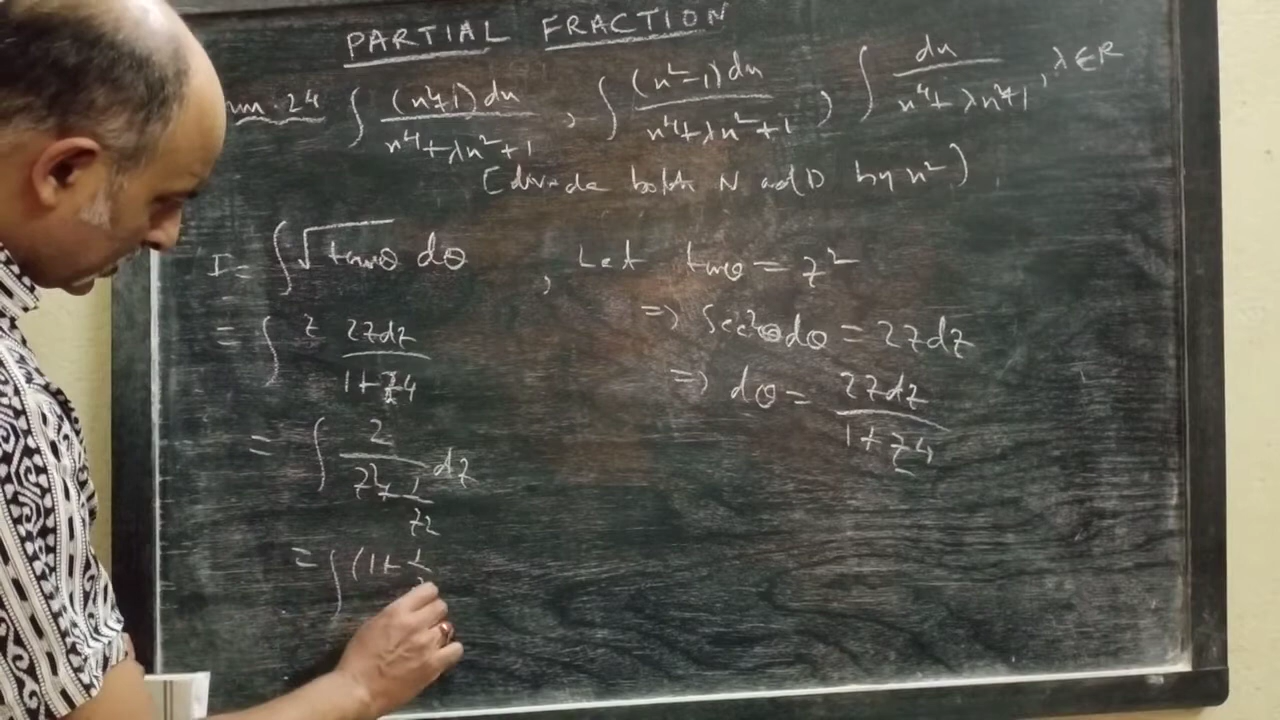 PARTIAL FRACTION
24 ∫ (x²+1)dx / x⁴+λx²+1 , ∫ (x²-1)dx / x⁴+λx²+1 , ∫ dx / x⁴+λx²+1 , λ∈R
(divide both N and D by x²)
I = ∫ √tanθ dθ , Let tanθ = z²
= ∫ z 2zdz / 1+z⁴ ⇒ sec²θdθ = 2zdz
⇒ dθ = 2zdz / 1+z⁴
= ∫ 2 / z²+1/z² dz
= ∫ (1+1